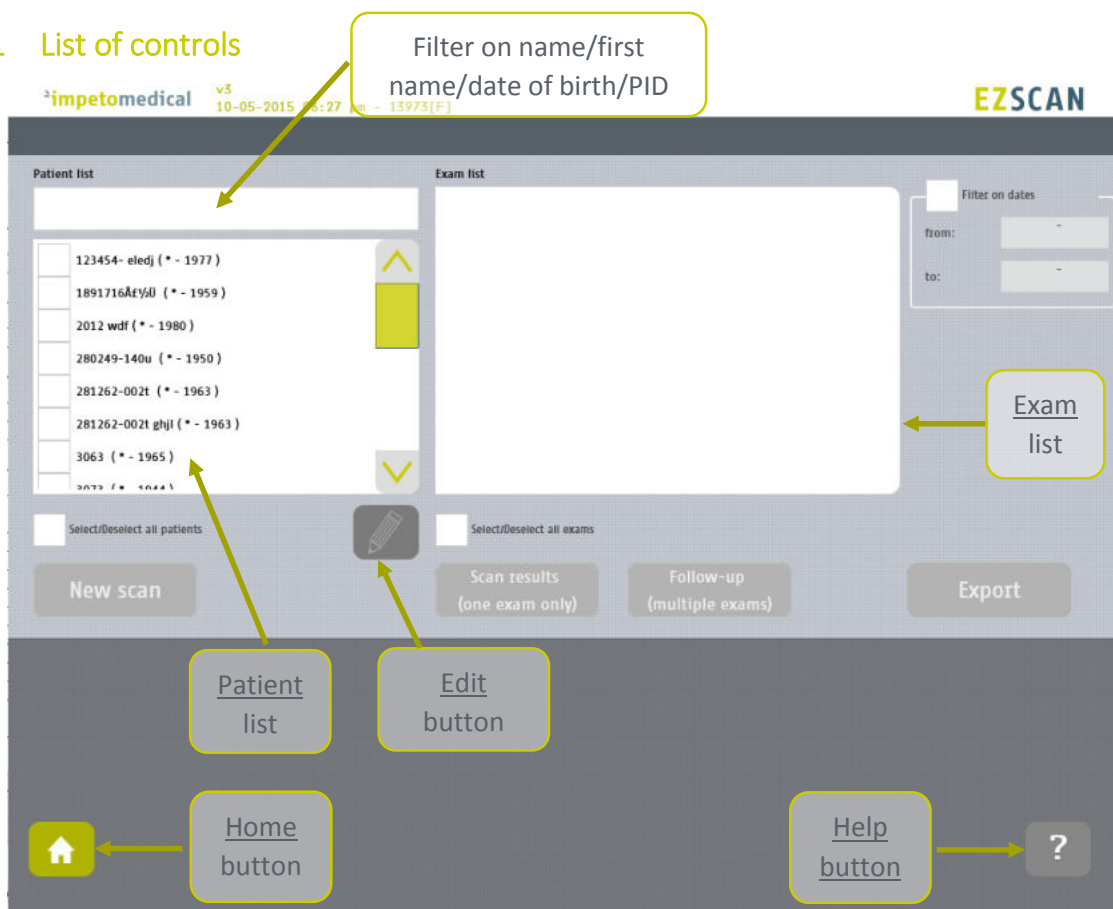 List of controls
Filter on name/first
name/date of birth/PID
impetomedical
v3
10-05-2015 :27 - 13973[F]
EZSCAN
Patient list
Exam list
Filter on dates
from: -
to: -
123454- eledj ( * - 1977 )
1891716Å£½Ü ( * - 1959 )
2012 wdf ( * - 1980 )
280249-140u ( * - 1950 )
281262-002t ( * - 1963 )
281262-002t ghjl ( * - 1963 )
3063 ( * - 1965 )
Exam
list
Select/Deselect all patients
Select/Deselect all exams
New scan
Scan results
(one exam only)
Follow-up
(multiple exams)
Export
Patient
list
Edit
button
Home
button
Help
button
?